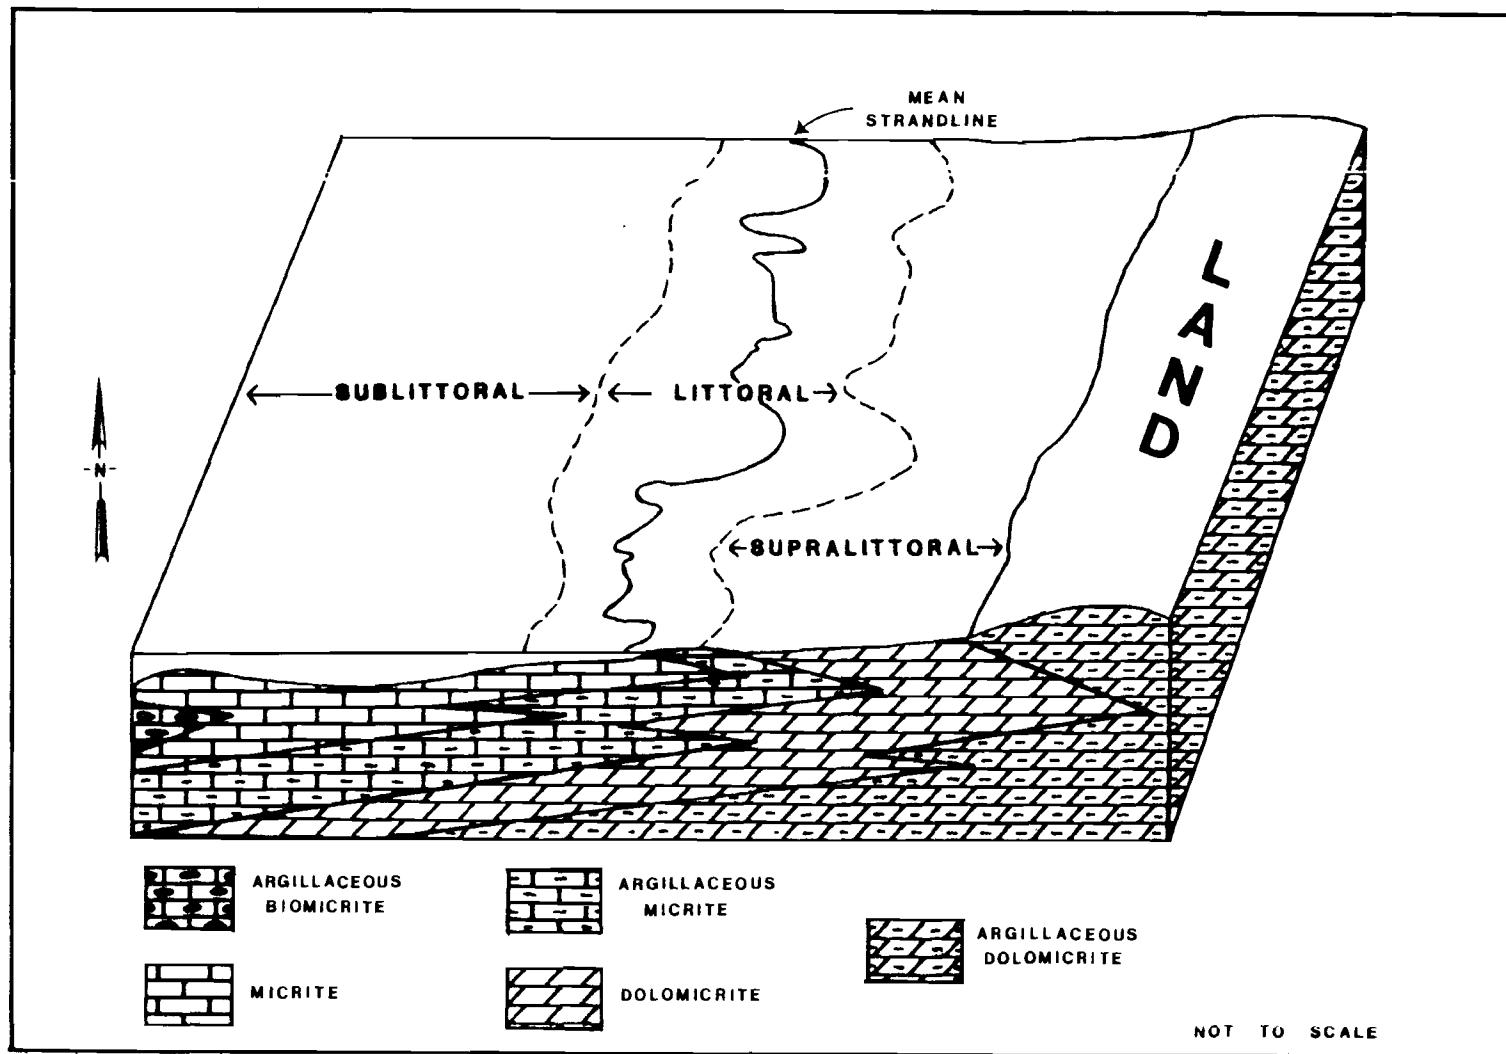 MEAN
STRANDLINE
LAND
SUBLITTORAL
LITTORAL
-N-
SUPRALITTORAL
ARGILLACEOUS
BIOMICRITE
ARGILLACEOUS
MICRITE
ARGILLACEOUS
DOLOMICRITE
MICRITE
DOLOMICRITE
NOT TO SCALE